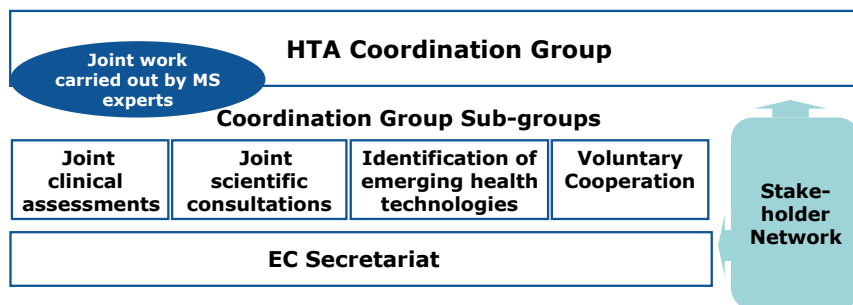 HTA Coordination Group
Joint work
carried out by MS
experts
Coordination Group Sub-groups
Joint
clinical
assessments
Joint
scientific
consultations
Identification of
emerging health
technologies
Voluntary
Cooperation
Stake-
holder
Network
EC Secretariat